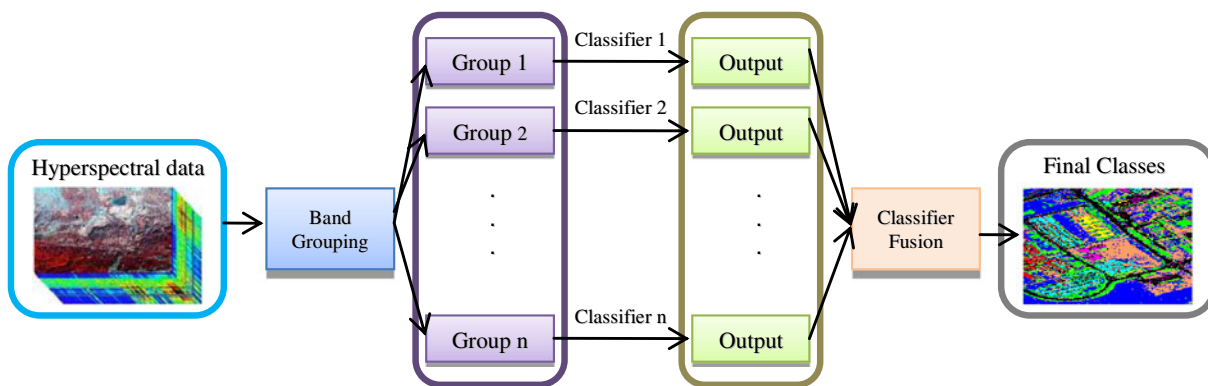 Hyperspectral data
Band
Grouping
Group 1
Group 2
.
.
.
Group n
Classifier 1
Classifier 2
Classifier n
Output
Output
.
.
.
Output
Classifier
Fusion
Final Classes